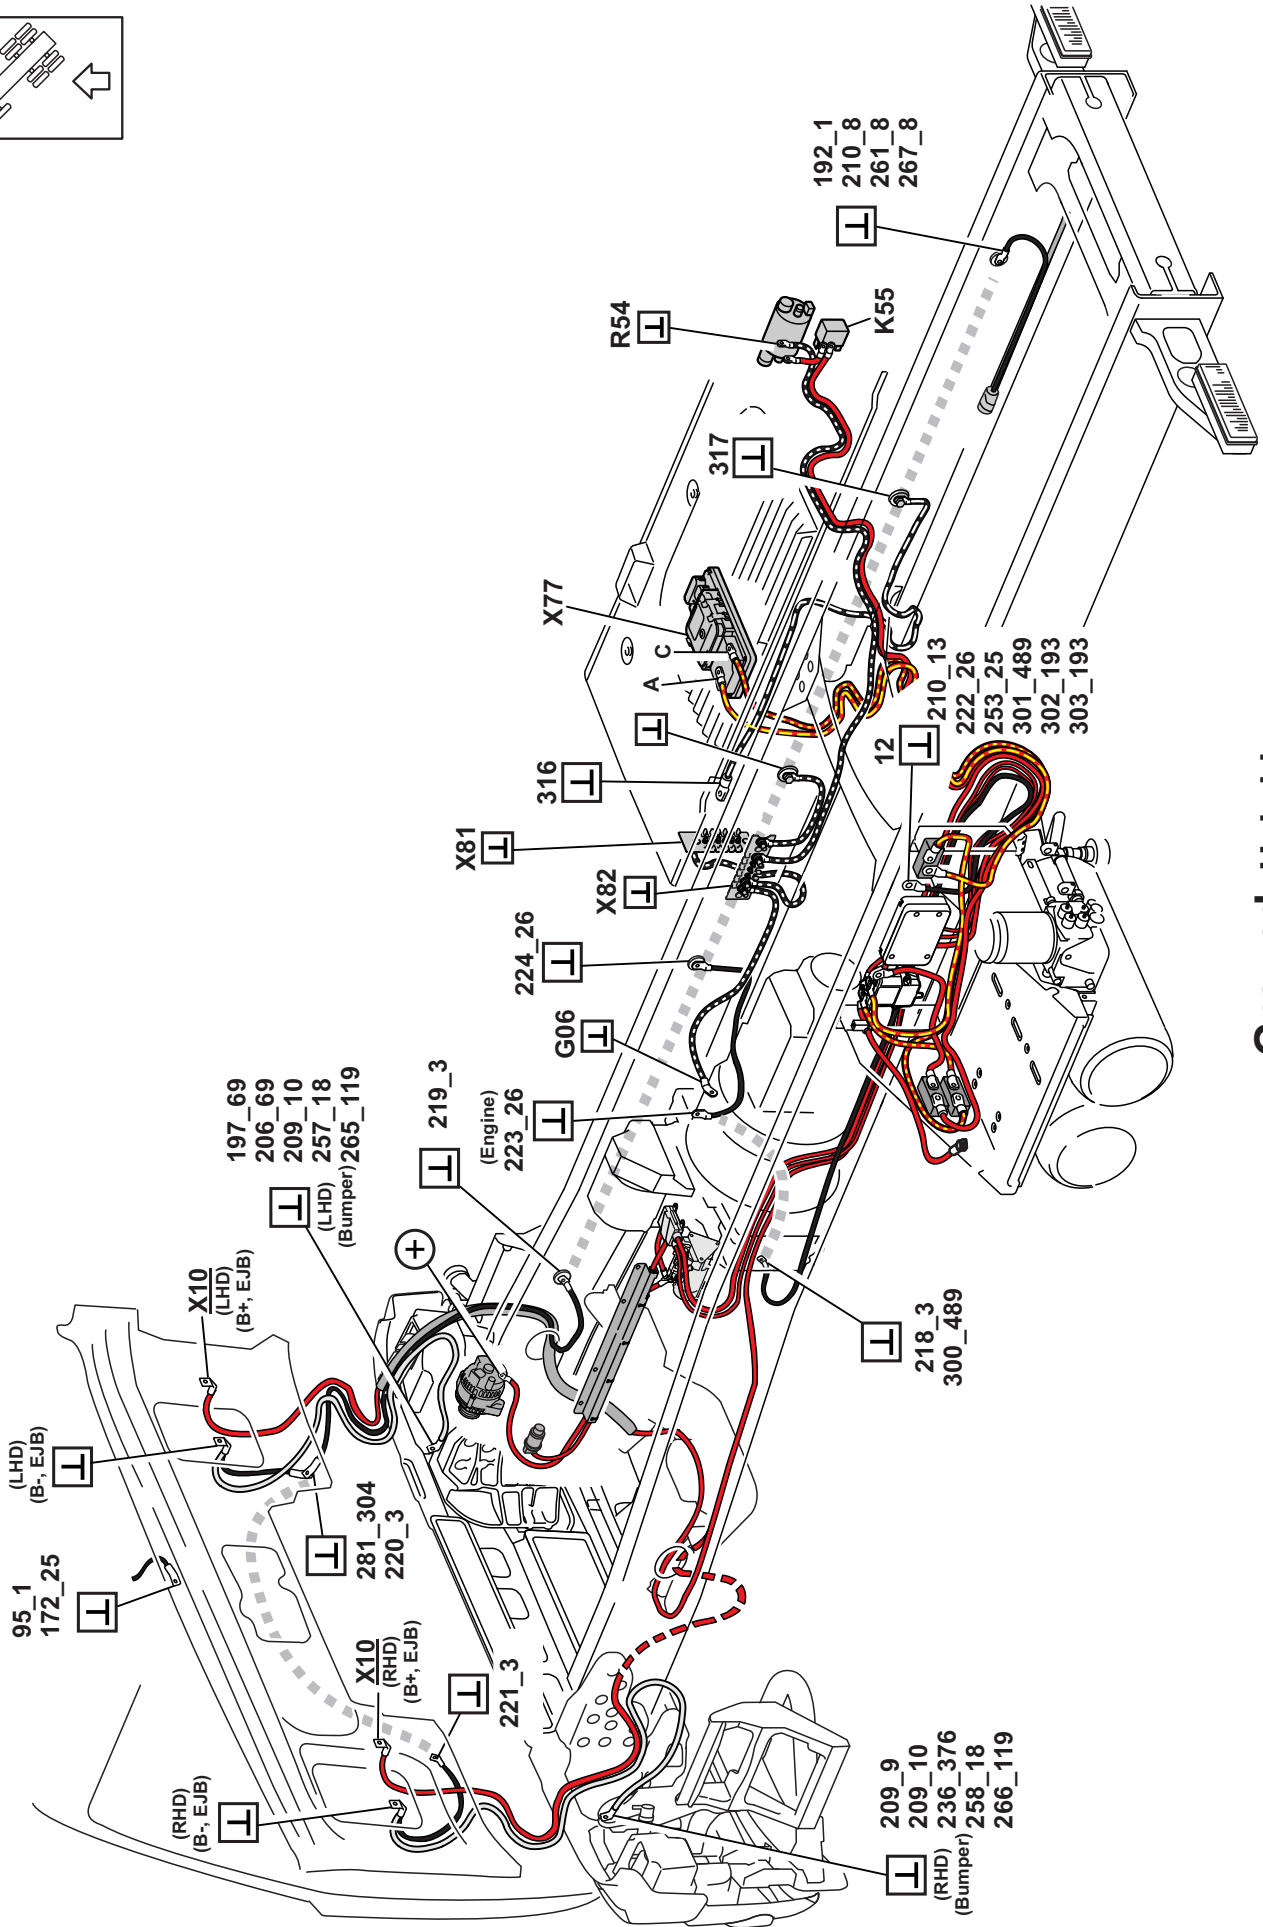 192_1
210_8
261_8
267_8
T
R54
T
K55
317
T
X77
A
C
T
316
T
X81
T
X82
T
224_26
T
G06
T
(Engine)
223_26
T
12
T
210_13
222_26
253_25
301_489
302_193
303_193
219_3
T
197_69
206_69
209_10
257_18
265_119
T
(LHD)
(Bumper)
+
X10
(LHD)
(B+, EJB)
(LHD)
(B-, EJB)
T
95_1
172_25
T
T
281_304
220_3
T
218_3
300_489
X10
(RHD)
(B+, EJB)
T
221_3
(RHD)
(B-, EJB)
T
T
(RHD)
(Bumper)
209_9
209_10
236_376
258_18
266_119